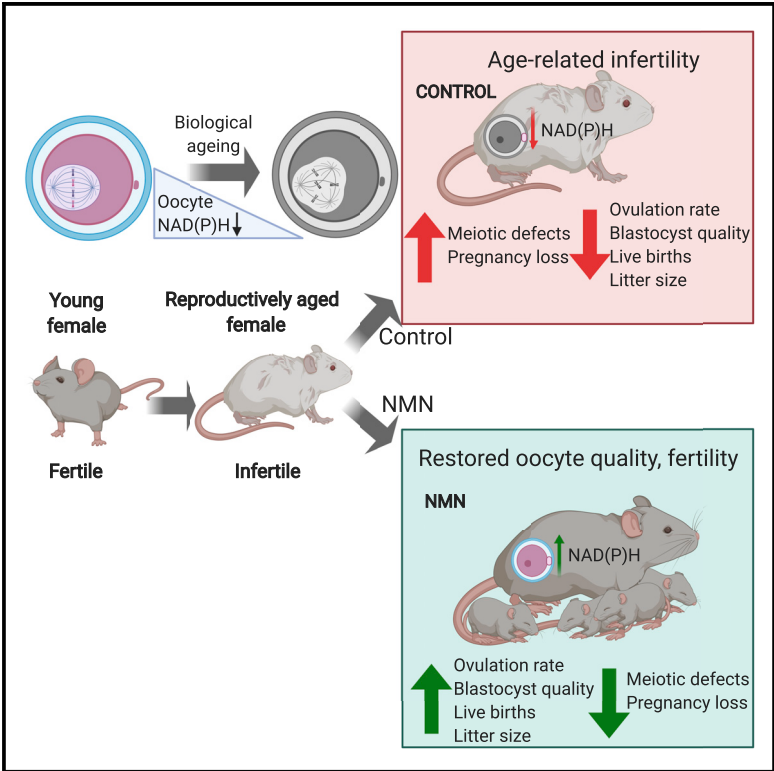 Biological
ageing
Oocyte
NAD(P)H↓
Young
female
Fertile
Reproductively aged
female
Infertile
Control
NMN
Age-related infertility
CONTROL
NAD(P)H
Meiotic defects
Pregnancy loss
Ovulation rate
Blastocyst quality
Live births
Litter size
Restored oocyte quality, fertility
NMN
NAD(P)H
Ovulation rate
Blastocyst quality
Live births
Litter size
Meiotic defects
Pregnancy loss